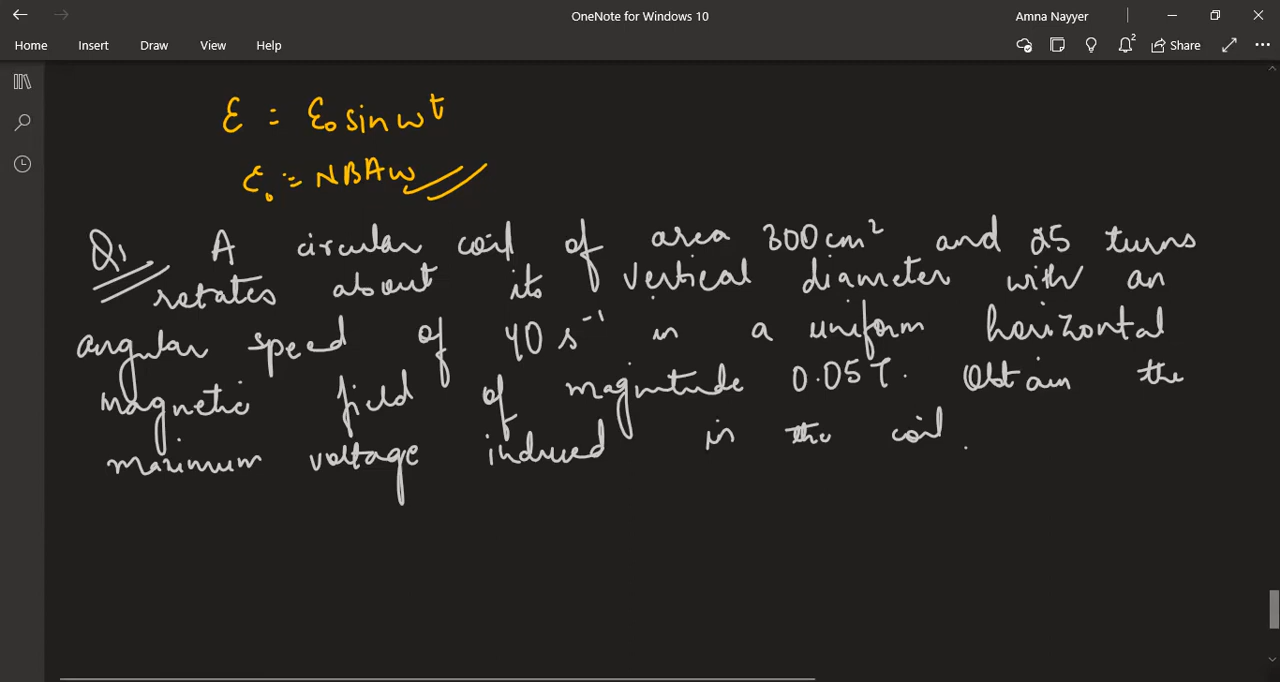 OneNote for Windows 10
Amna Nayyer
Home Insert Draw View Help
2 Share
ε = ε₀ sin ωt
ε₀ = NBAω
Q1 A circular coil of area 300 cm² and 25 turns
rotates about its vertical diameter with an
angular speed of 40 s⁻¹ in a uniform horizontal
magnetic field of magnitude 0.05T. Obtain the
maximum voltage induced in the coil.